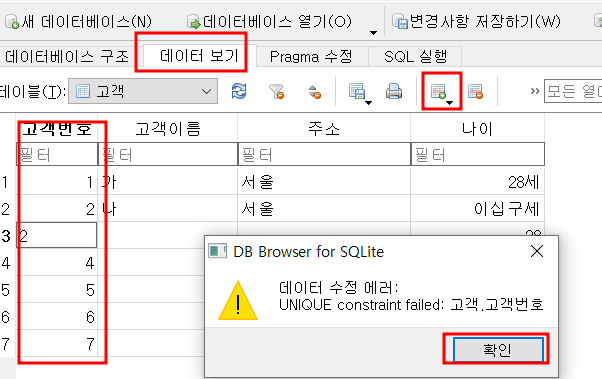 새 데이터베이스(N) 데이터베이스 열기(O) 변경사항 저장하기(W)
데이터베이스 구조 데이터 보기 Pragma 수정 SQL 실행
테이블(T): 고객 » 모든 열에
고객번호 고객이름 주소 나이
필터 필터 필터 필터
1 1 가 서울 28세
2 2 나 서울 이십구세
3 2
4 4
5 5
6 6
7 7
DB Browser for SQLite
데이터 수정 에러:
UNIQUE constraint failed: 고객.고객번호
확인